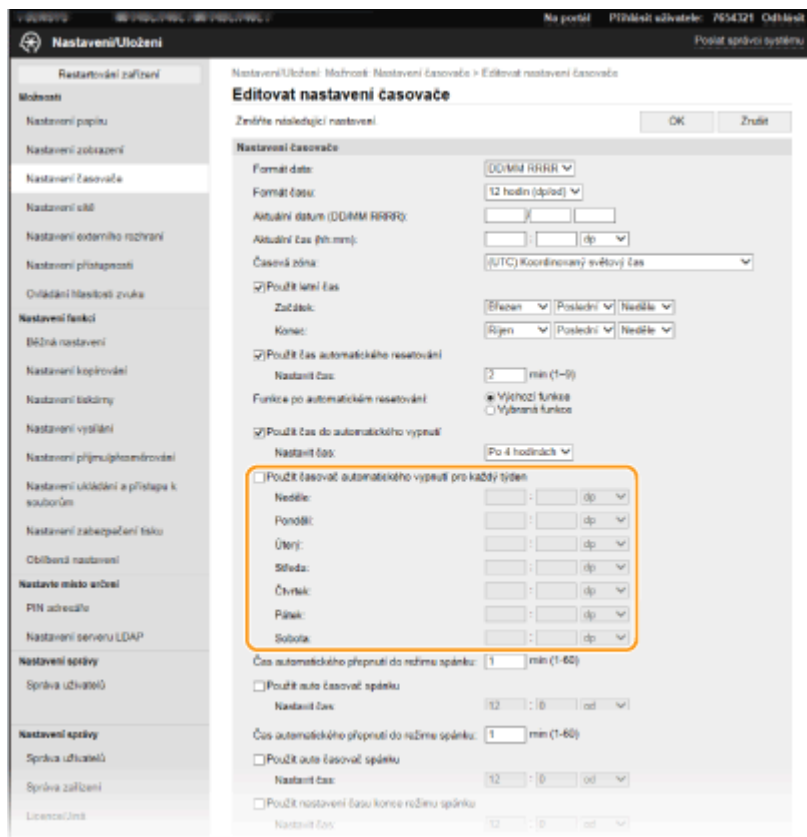 Na portál Přihlásit uživatele: 7654321 Odhlásit
Nastavení/Uložení
Poslat správci systému
Restartování zařízení
Možnosti
Nastavení papíru
Nastavení zobrazení
Nastavení časovače
Nastavení sítě
Nastavení externího rozhraní
Nastavení přístupnosti
Ovládání hlasitosti zvuku
Nastavení funkcí
Běžná nastavení
Nastavení kopírování
Nastavení tiskárny
Nastavení vysílání
Nastavení příjmu/přesměrování
Nastavení ukládání a přístupu k
souborům
Nastavení zabezpečení tisku
Oblíbená nastavení
Nastavte místo určení
PIN adresáře
Nastavení serveru LDAP
Nastavení správy
Správa uživatelů
Nastavení správy
Správa uživatelů
Správa zařízení
Nastavení/Uložení: Možnosti: Nastavení časovače > Editovat nastavení časovače
Editovat nastavení časovače
Změňte následující nastavení.
OK Zrušit
Nastavení časovače
Formát data: DD/MM RRRR
Formát času: 12 hodin (dp/od)
Aktuální datum (DD/MM RRRR): /
Aktuální čas (hh:mm): : dp
Časová zóna: (UTC) Koordinovaný světový čas
Použít letní čas
Začátek: Březen Poslední Neděle
Konec: Říjen Poslední Neděle
Použít čas automatického resetování
Nastavit čas: 2 min (1–9)
Funkce po automatickém resetování: Výchozí funkce
Vybraná funkce
Použít čas do automatického vypnutí
Nastavit čas: Po 4 hodinách
Použít časovač automatického vypnutí pro každý týden
Neděle: : dp
Pondělí: : dp
Úterý: : dp
Středa: : dp
Čtvrtek: : dp
Pátek: : dp
Sobota: : dp
Čas automatického přepnutí do režimu spánku: 1 min (1-60)
Použít auto časovač spánku
Nastavit čas: 12 : 0 od
Čas automatického přepnutí do režimu spánku: 1 min (1-60)
Použít auto časovač spánku
Nastavit čas: 12 : 0 od
Použít nastavení času konce režimu spánku
Nastavit čas: 12 : 0 od